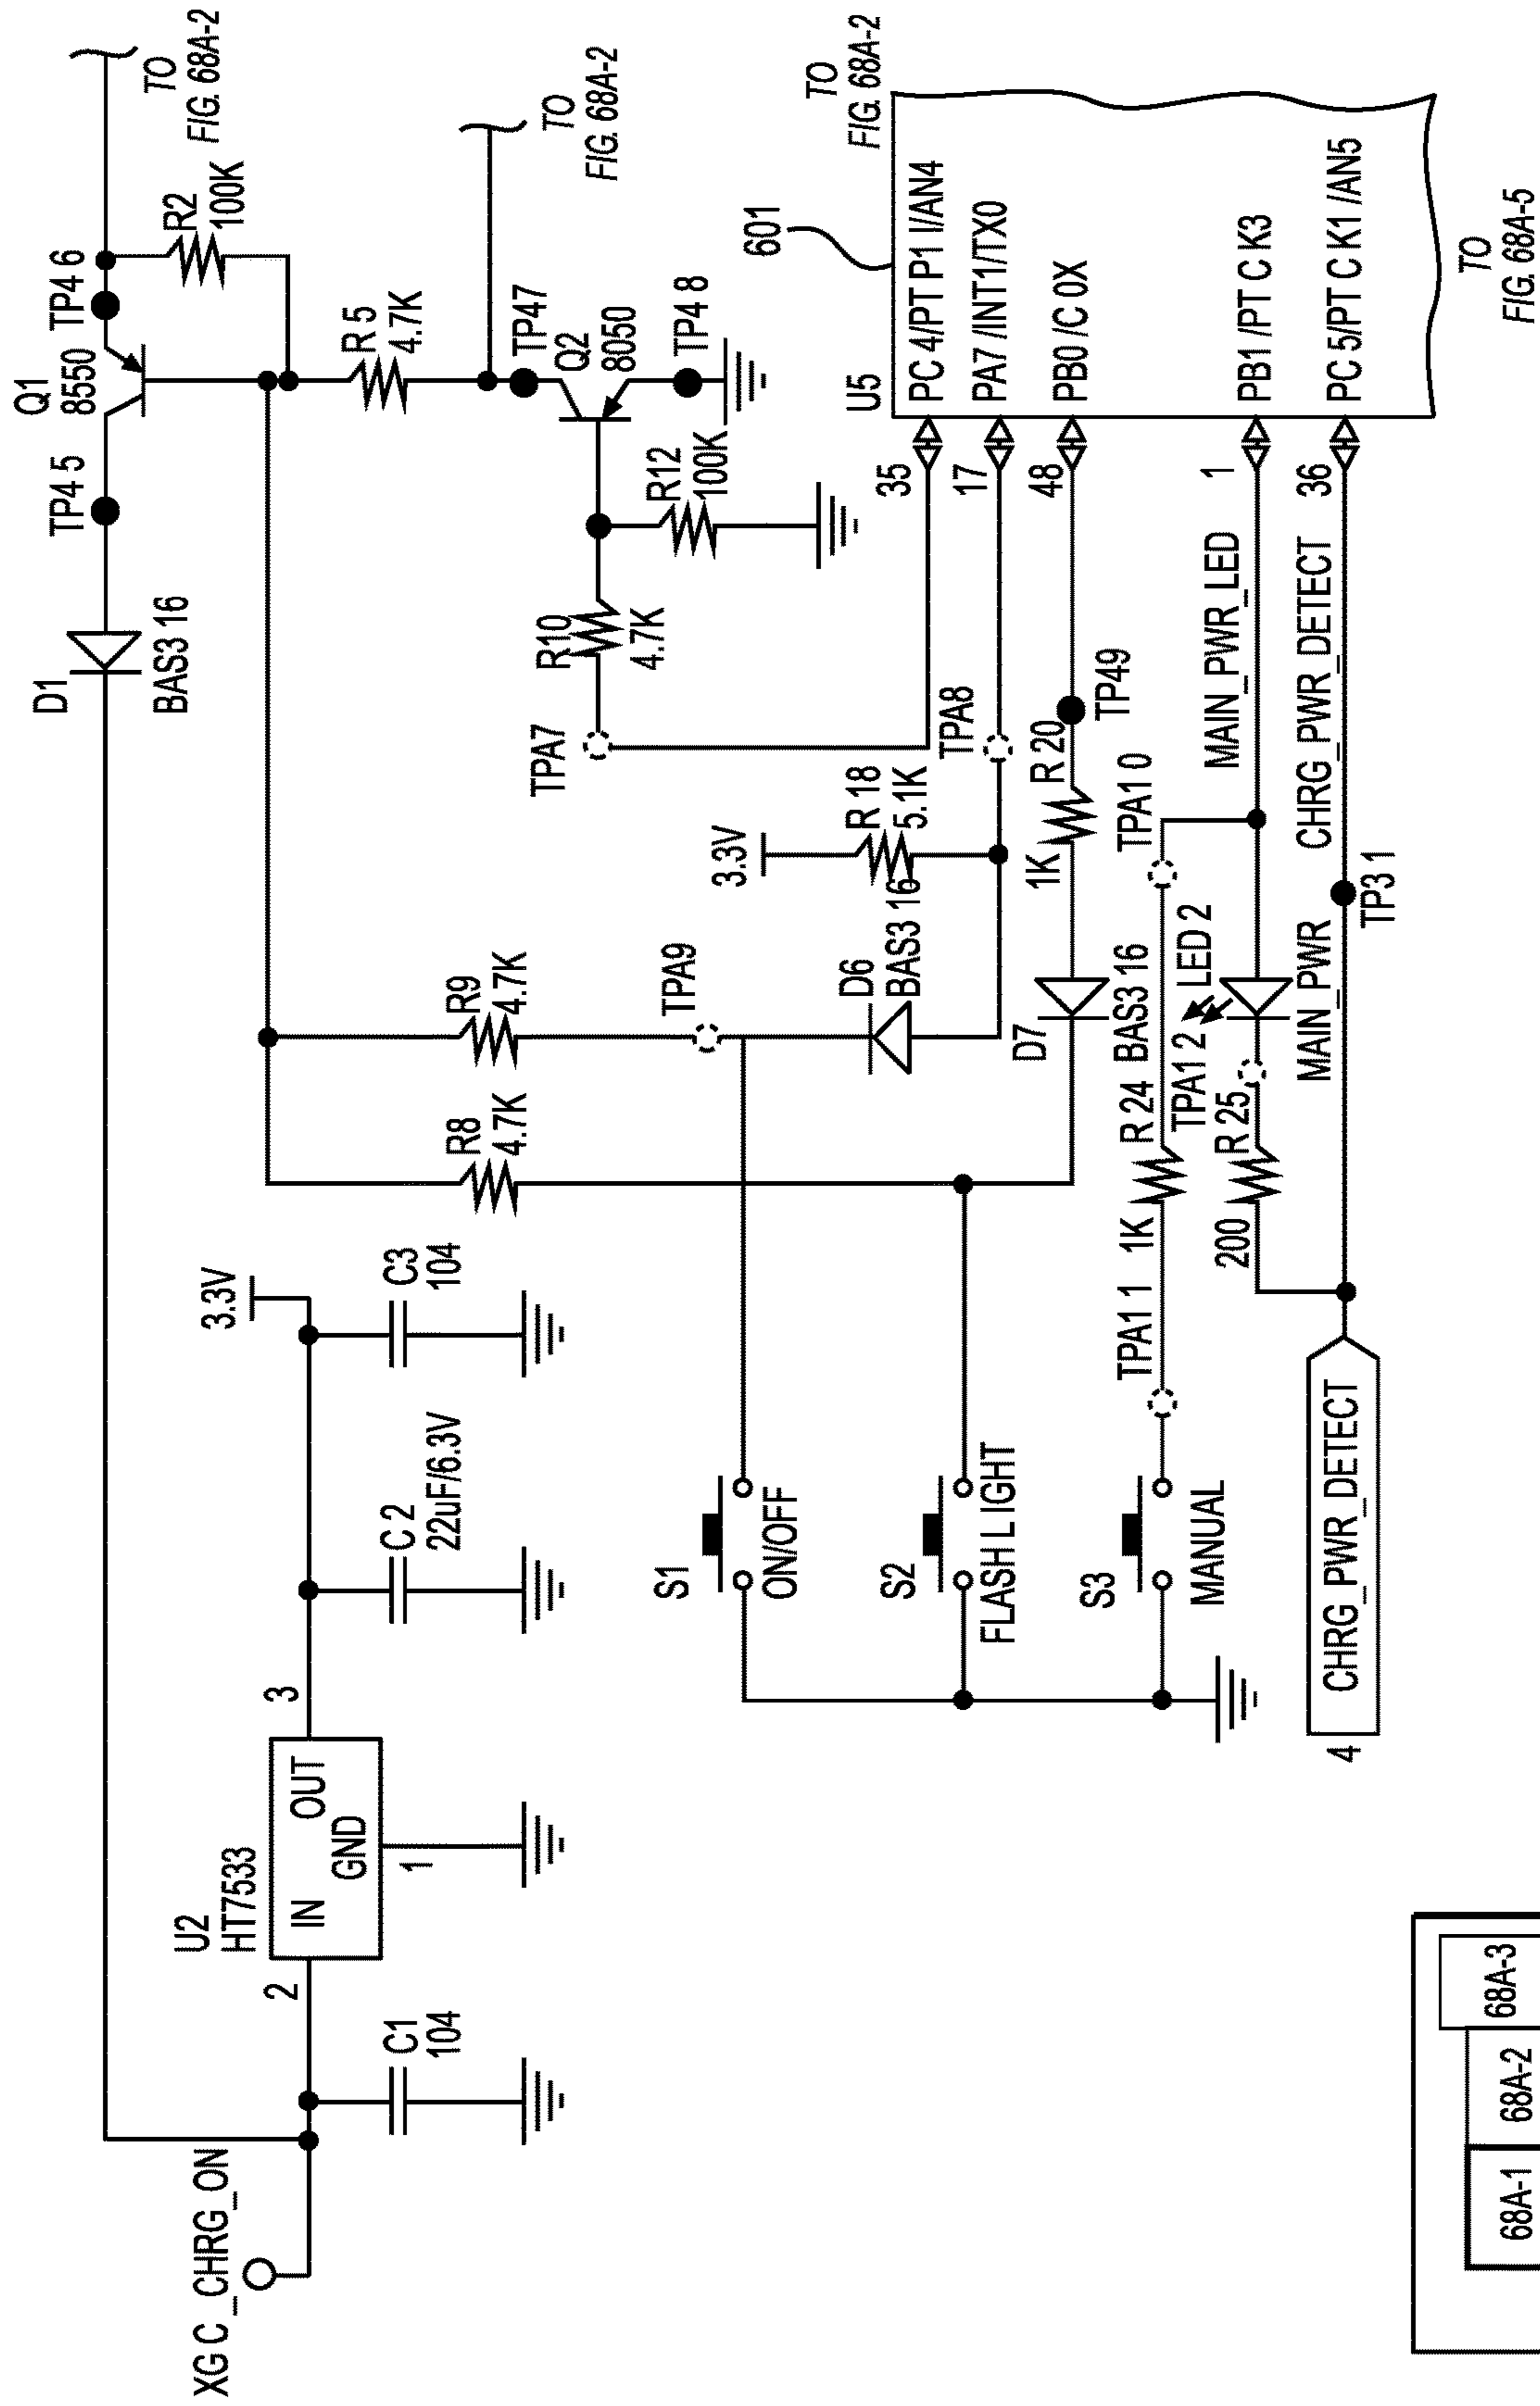 XG C _CHRG_ON
C1
104
U2
HT7533
IN
OUT
GND
2
3
1
C 2
22uF/6.3V
3.3V
C3
104
D1
BAS3 16
TP4 5
Q1
8550
TP4 6
R2
100K
TO
FIG. 68A-2
R 5
4.7K
TP47
Q2
8050
TP4 8
TO
FIG. 68A-2
R8
4.7K
R9
4.7K
TPA9
TPA7
R10
4.7K
R12
100K
D6
BAS3 16
3.3V
R 18
5.1K
TPA8
S1
ON/OFF
S2
FLASH L IGHT
S3
MANUAL
D7
BAS3 16
1K
R 20
TP49
TPA1 1
1K
R 24
TPA1 0
200
R 25
TPA1 2
LED 2
MAIN_PWR_LED
MAIN_PWR
CHRG_PWR_DETECT
TP3 1
4
CHRG_PWR_DETECT
35
17
48
1
36
U5
601
TO
FIG. 68A-2
PC 4/PT P1 I/AN4
PA7 /INT1/TX0
PB0 /C 0X
PB1 /PT C K3
PC 5/PT C K1 /AN5
TO
FIG. 68A-5
68A-1
68A-2
68A-3